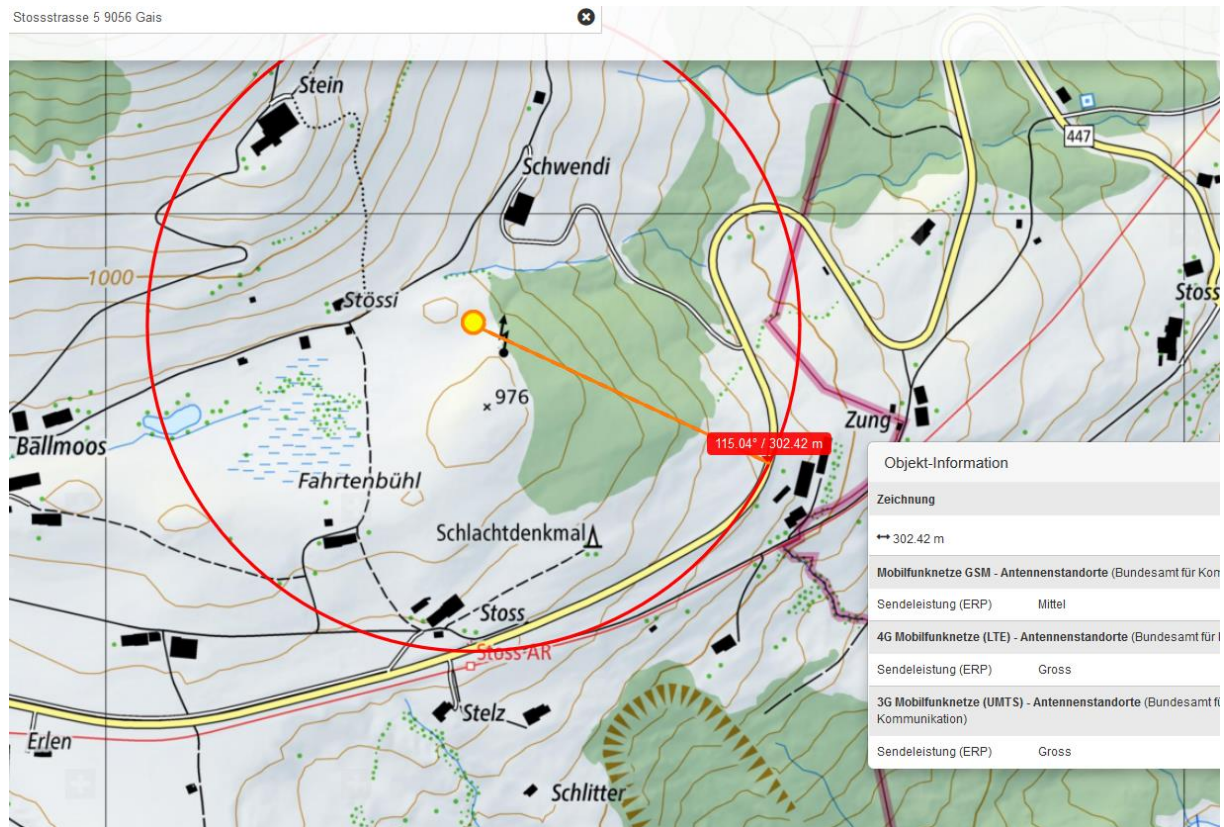 Stossstrasse 5 9056 Gais
Stein
447
Schwendi
1000
Stössi
Stoss
976
Zung
115.04° / 302.42 m
Bällmoos
Fahrtenbühl
Schlachtdenkmal
Stoss
Stoss AR
Stelz
Erlen
Schlitter
Objekt-Information
Zeichnung
↔ 302.42 m
Mobilfunknetze GSM - Antennenstandorte (Bundesamt für Kom
Sendeleistung (ERP) Mittel
4G Mobilfunknetze (LTE) - Antennenstandorte (Bundesamt für
Sendeleistung (ERP) Gross
3G Mobilfunknetze (UMTS) - Antennenstandorte (Bundesamt fü
Kommunikation)
Sendeleistung (ERP) Gross